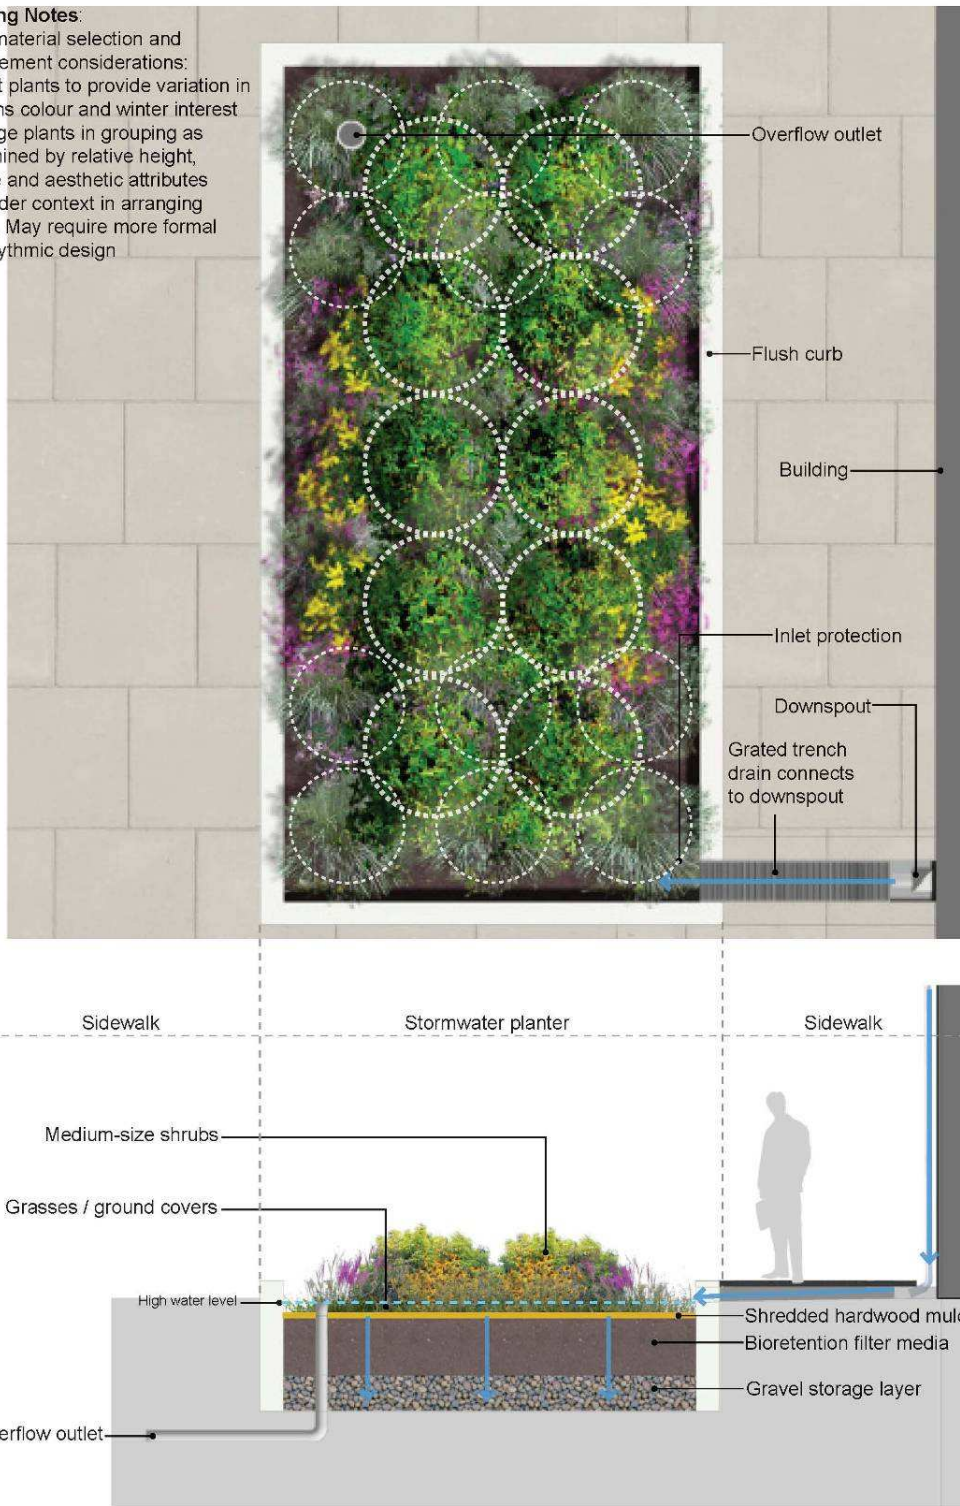 ng Notes:
material selection and
ement considerations:
t plants to provide variation in
ns colour and winter interest
ge plants in grouping as
nined by relative height,
e and aesthetic attributes
der context in arranging
. May require more formal
ythmic design
Overflow outlet
Flush curb
Building
Inlet protection
Downspout
Grated trench
drain connects
to downspout
Sidewalk
Stormwater planter
Sidewalk
Medium-size shrubs
Grasses / ground covers
High water level
Shredded hardwood mulc
Bioretention filter media
Gravel storage layer
erflow outlet